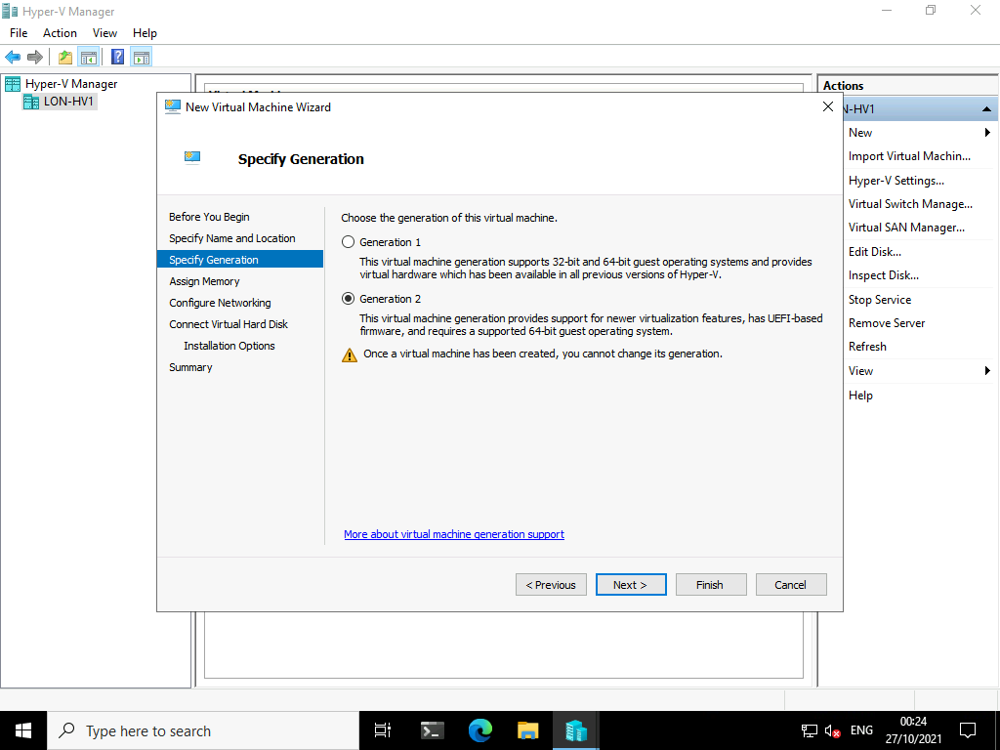 Hyper-V Manager
File Action View Help
Hyper-V Manager
LON-HV1
New Virtual Machine Wizard
Specify Generation
Before You Begin
Specify Name and Location
Specify Generation
Assign Memory
Configure Networking
Connect Virtual Hard Disk
Installation Options
Summary
Choose the generation of this virtual machine.
Generation 1
This virtual machine generation supports 32-bit and 64-bit guest operating systems and provides
virtual hardware which has been available in all previous versions of Hyper-V.
Generation 2
This virtual machine generation provides support for newer virtualization features, has UEFI-based
firmware, and requires a supported 64-bit guest operating system.
Once a virtual machine has been created, you cannot change its generation.
More about virtual machine generation support
< Previous
Next >
Finish
Cancel
Actions
N-HV1
New
Import Virtual Machin...
Hyper-V Settings...
Virtual Switch Manage...
Virtual SAN Manager...
Edit Disk...
Inspect Disk...
Stop Service
Remove Server
Refresh
View
Help
Type here to search
ENG
00:24
27/10/2021